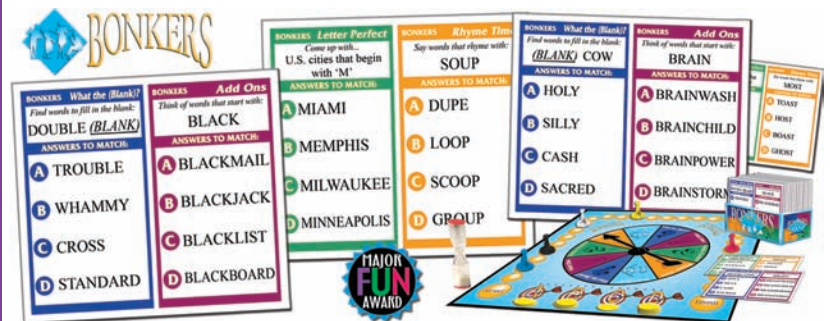 BONKERS
BONKERS What the (Blank)?
Find words to fill in the blank:
DOUBLE (BLANK)
ANSWERS TO MATCH:
A TROUBLE
B WHAMMY
C CROSS
D STANDARD
BONKERS Add Ons
Think of words that start with:
BLACK
ANSWERS TO MATCH:
A BLACKMAIL
B BLACKJACK
C BLACKLIST
D BLACKBOARD
BONKERS Letter Perfect
Come up with...
U.S. cities that begin
with ‘M’
ANSWERS TO MATCH:
A MIAMI
B MEMPHIS
C MILWAUKEE
D MINNEAPOLIS
BONKERS Rhyme Time
Say words that rhyme with:
SOUP
ANSWERS TO MATCH:
A DUPE
B LOOP
C SCOOP
D GROUP
BONKERS What the (Blank)?
Find words to fill in the blank:
(BLANK) COW
ANSWERS TO MATCH:
A HOLY
B SILLY
C CASH
D SACRED
BONKERS Add Ons
Think of words that start with:
BRAIN
ANSWERS TO MATCH:
A BRAINWASH
B BRAINCHILD
C BRAINPOWER
D BRAINSTORM
MOST
A TOAST
B HOST
C BOAST
D GHOST
BONKERS
MAJOR
FUN
AWARD